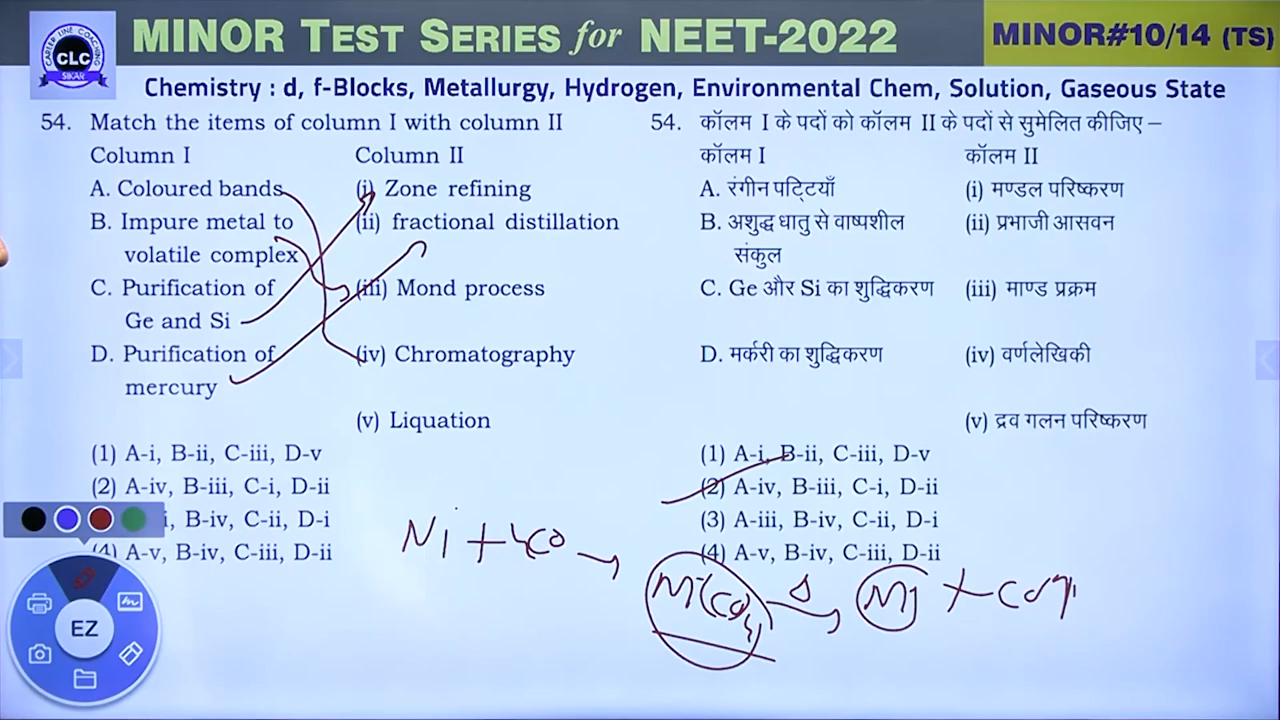 CAREER LINE COACHING
CLC
SIKAR
MINOR TEST SERIES for NEET-2022
MINOR#10/14 (TS)
Chemistry : d, f-Blocks, Metallurgy, Hydrogen, Environmental Chem, Solution, Gaseous State
54. Match the items of column I with column II
Column I Column II
A. Coloured bands (i) Zone refining
B. Impure metal to (ii) fractional distillation
volatile complex
C. Purification of (iii) Mond process
Ge and Si
D. Purification of (iv) Chromatography
mercury
(v) Liquation
(1) A-i, B-ii, C-iii, D-v
(2) A-iv, B-iii, C-i, D-ii
i, B-iv, C-ii, D-i
(4) A-v, B-iv, C-iii, D-ii
54. कॉलम I के पदों को कॉलम II के पदों से सुमेलित कीजिए –
कॉलम I कॉलम II
A. रंगीन पट्टियाँ (i) मण्डल परिष्करण
B. अशुद्ध धातु से वाष्पशील (ii) प्रभाजी आसवन
संकुल
C. Ge और Si का शुद्धिकरण (iii) माण्ड प्रक्रम
D. मर्करी का शुद्धिकरण (iv) वर्णलेखिकी
(v) द्रव गलन परिष्करण
(1) A-i, B-ii, C-iii, D-v
(2) A-iv, B-iii, C-i, D-ii
(3) A-iii, B-iv, C-ii, D-i
(4) A-v, B-iv, C-iii, D-ii
Ni + 4CO →
Ni(CO)4 Δ→ Ni + CO↑
EZ